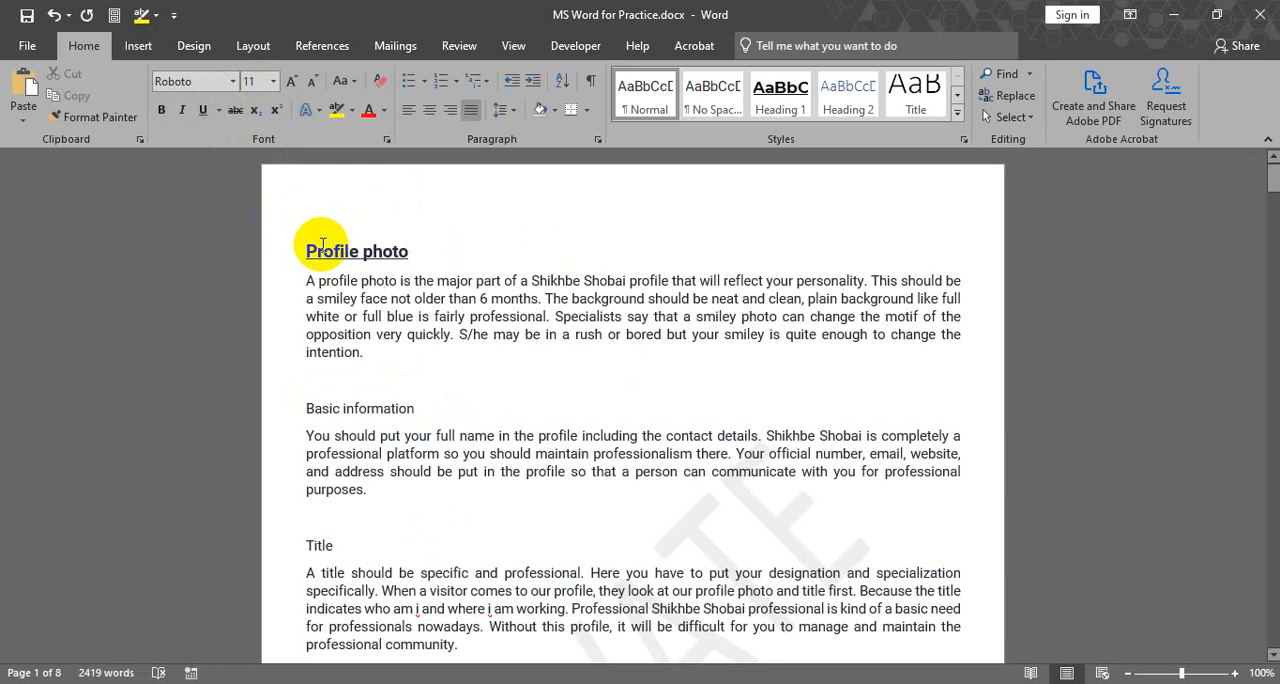 MS Word for Practice.docx - Word
Sign in
File Home Insert Design Layout References Mailings Review View Developer Help Acrobat Tell me what you want to do Share
Paste
Cut
Copy
Format Painter
Clipboard
Roboto 11
Font
Paragraph
AaBbCcD AaBbCcD AaBbC AaBbCcD AaB
¶ Normal ¶ No Spac... Heading 1 Heading 2 Title
Styles
Find
Replace
Select
Editing
Create and Share
Adobe PDF
Request
Signatures
Adobe Acrobat
Profile photo
A profile photo is the major part of a Shikhbe Shobai profile that will reflect your personality. This should be
a smiley face not older than 6 months. The background should be neat and clean, plain background like full
white or full blue is fairly professional. Specialists say that a smiley photo can change the motif of the
opposition very quickly. S/he may be in a rush or bored but your smiley is quite enough to change the
intention.
Basic information
You should put your full name in the profile including the contact details. Shikhbe Shobai is completely a
professional platform so you should maintain professionalism there. Your official number, email, website,
and address should be put in the profile so that a person can communicate with you for professional
purposes.
Title
A title should be specific and professional. Here you have to put your designation and specialization
specifically. When a visitor comes to our profile, they look at our profile photo and title first. Because the title
indicates who am i and where i am working. Professional Shikhbe Shobai professional is kind of a basic need
for professionals nowadays. Without this profile, it will be difficult for you to manage and maintain the
professional community.
Page 1 of 8 2419 words 100%